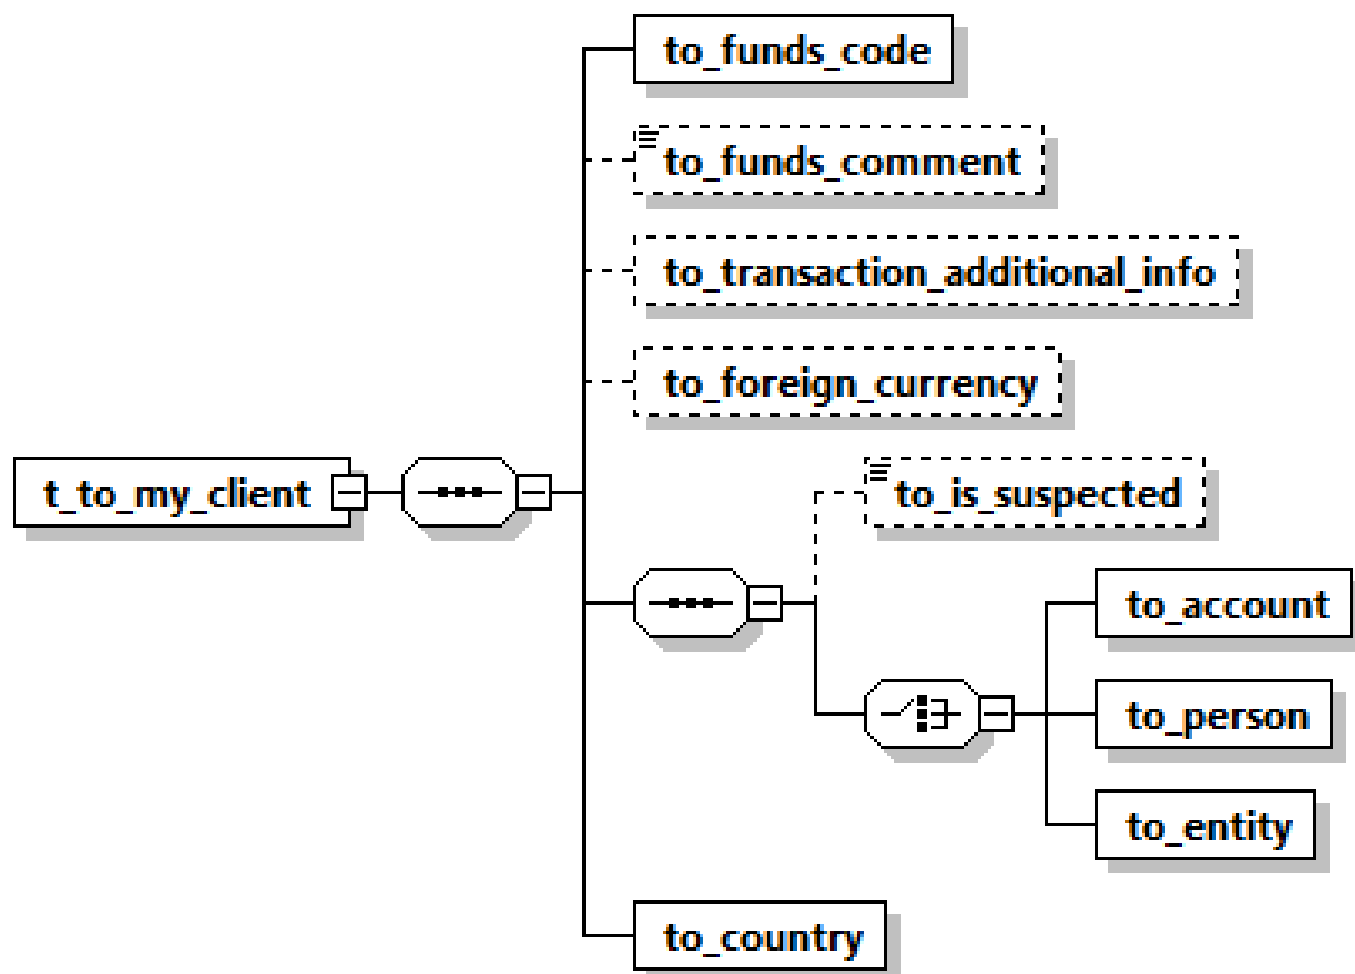 to_funds_code
to_funds_comment
to_transaction_additional_info
to_foreign_currency
t_to_my_client
to_is_suspected
to_account
to_person
to_entity
to_country